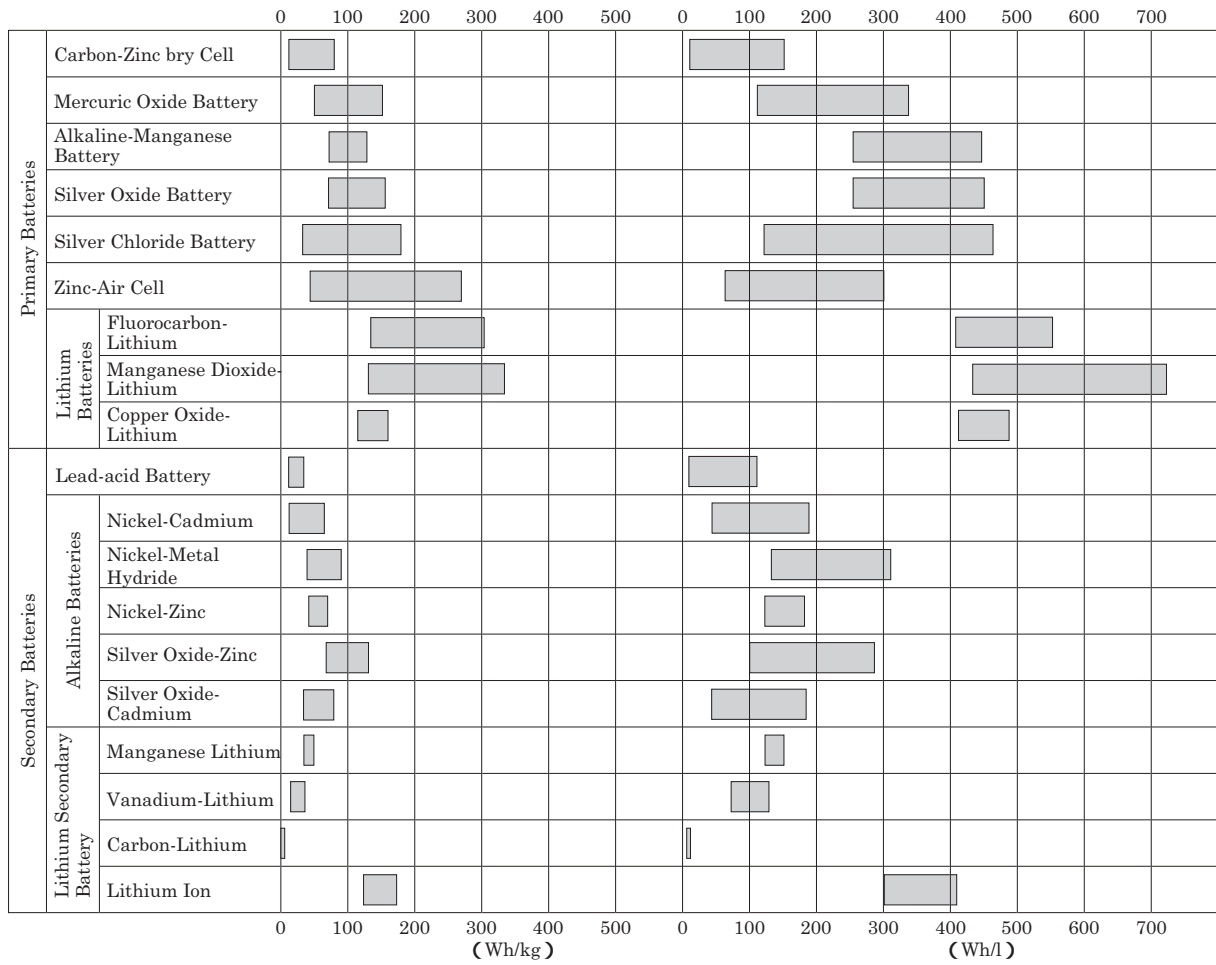 0 100 200 300 400 500 0 100 200 300 400 500 600 700
Primary Batteries
Carbon-Zinc bry Cell
Mercuric Oxide Battery
Alkaline-Manganese
Battery
Silver Oxide Battery
Silver Chloride Battery
Zinc-Air Cell
Lithium
Batteries
Fluorocarbon-
Lithium
Manganese Dioxide-
Lithium
Copper Oxide-
Lithium
Secondary Batteries
Lead-acid Battery
Alkaline Batteries
Nickel-Cadmium
Nickel-Metal
Hydride
Nickel-Zinc
Silver Oxide-Zinc
Silver Oxide-
Cadmium
Lithium Secondary
Battery
Manganese Lithium
Vanadium-Lithium
Carbon-Lithium
Lithium Ion
0 100 200 300 400 500 0 100 200 300 400 500 600 700
(Wh/kg) (Wh/l)